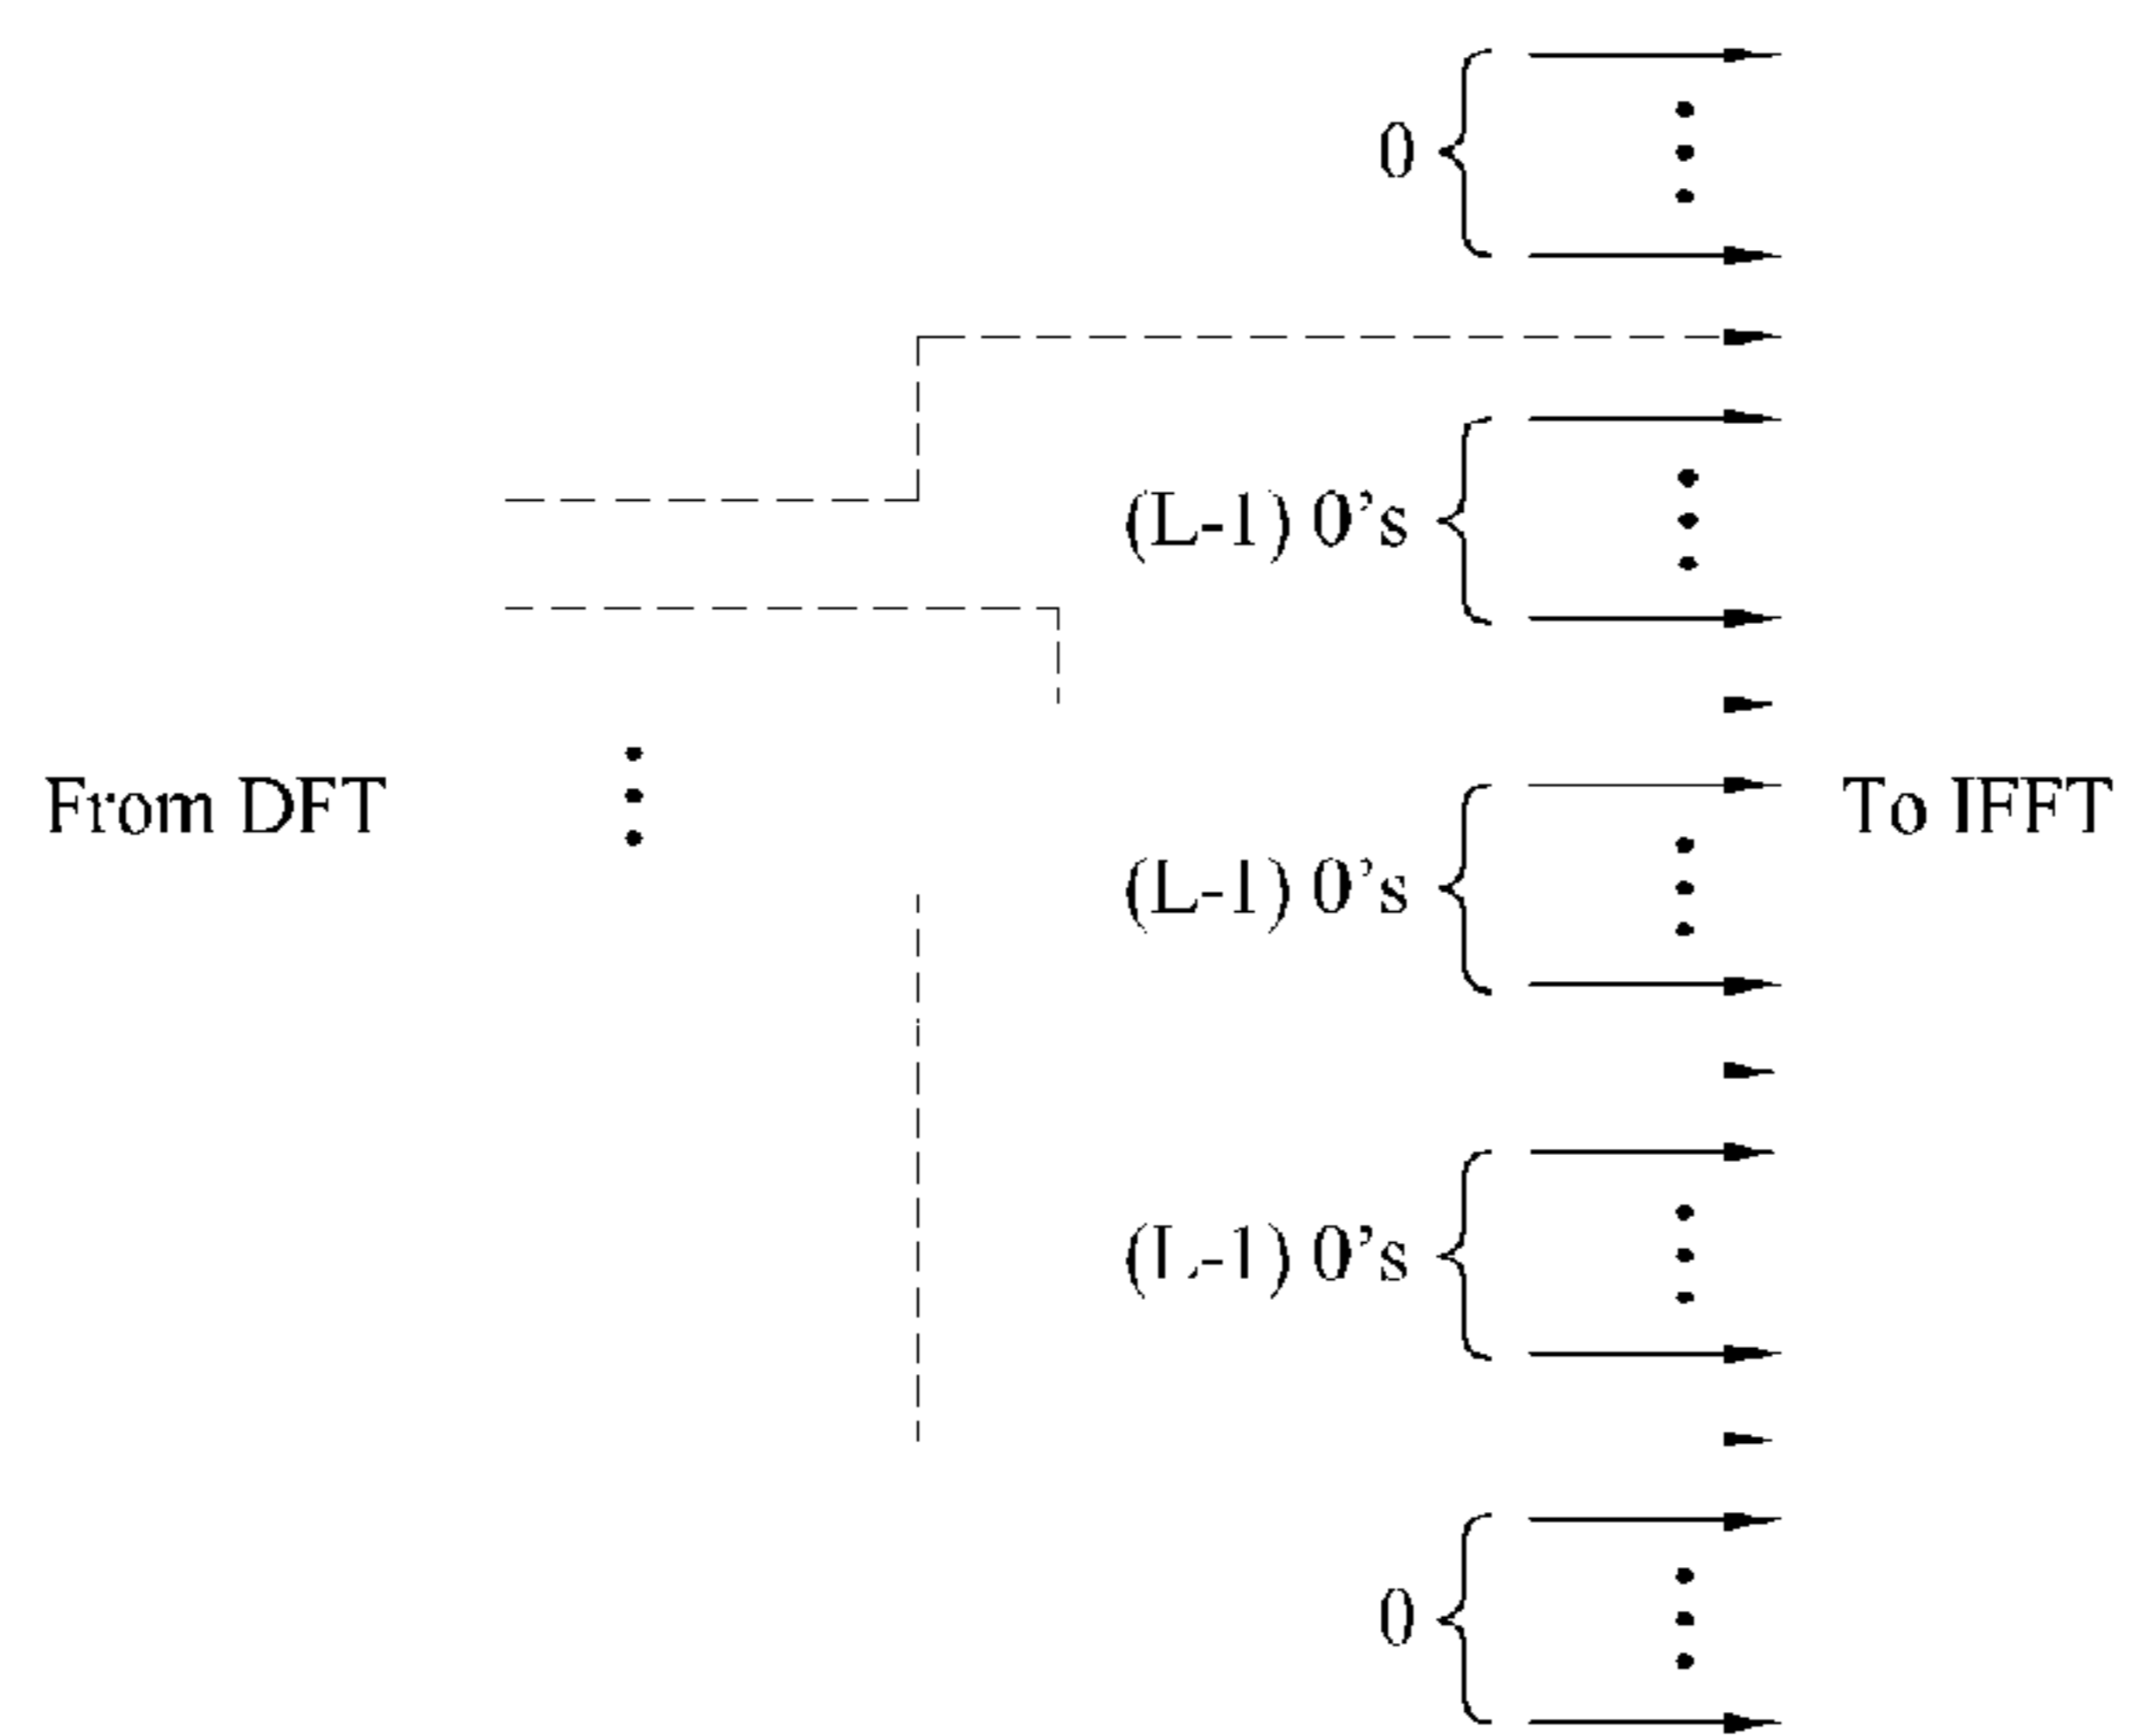 0
(L-1) 0’s
From DFT
To IFFT
(L-1) 0’s
(L-1) 0’s
0